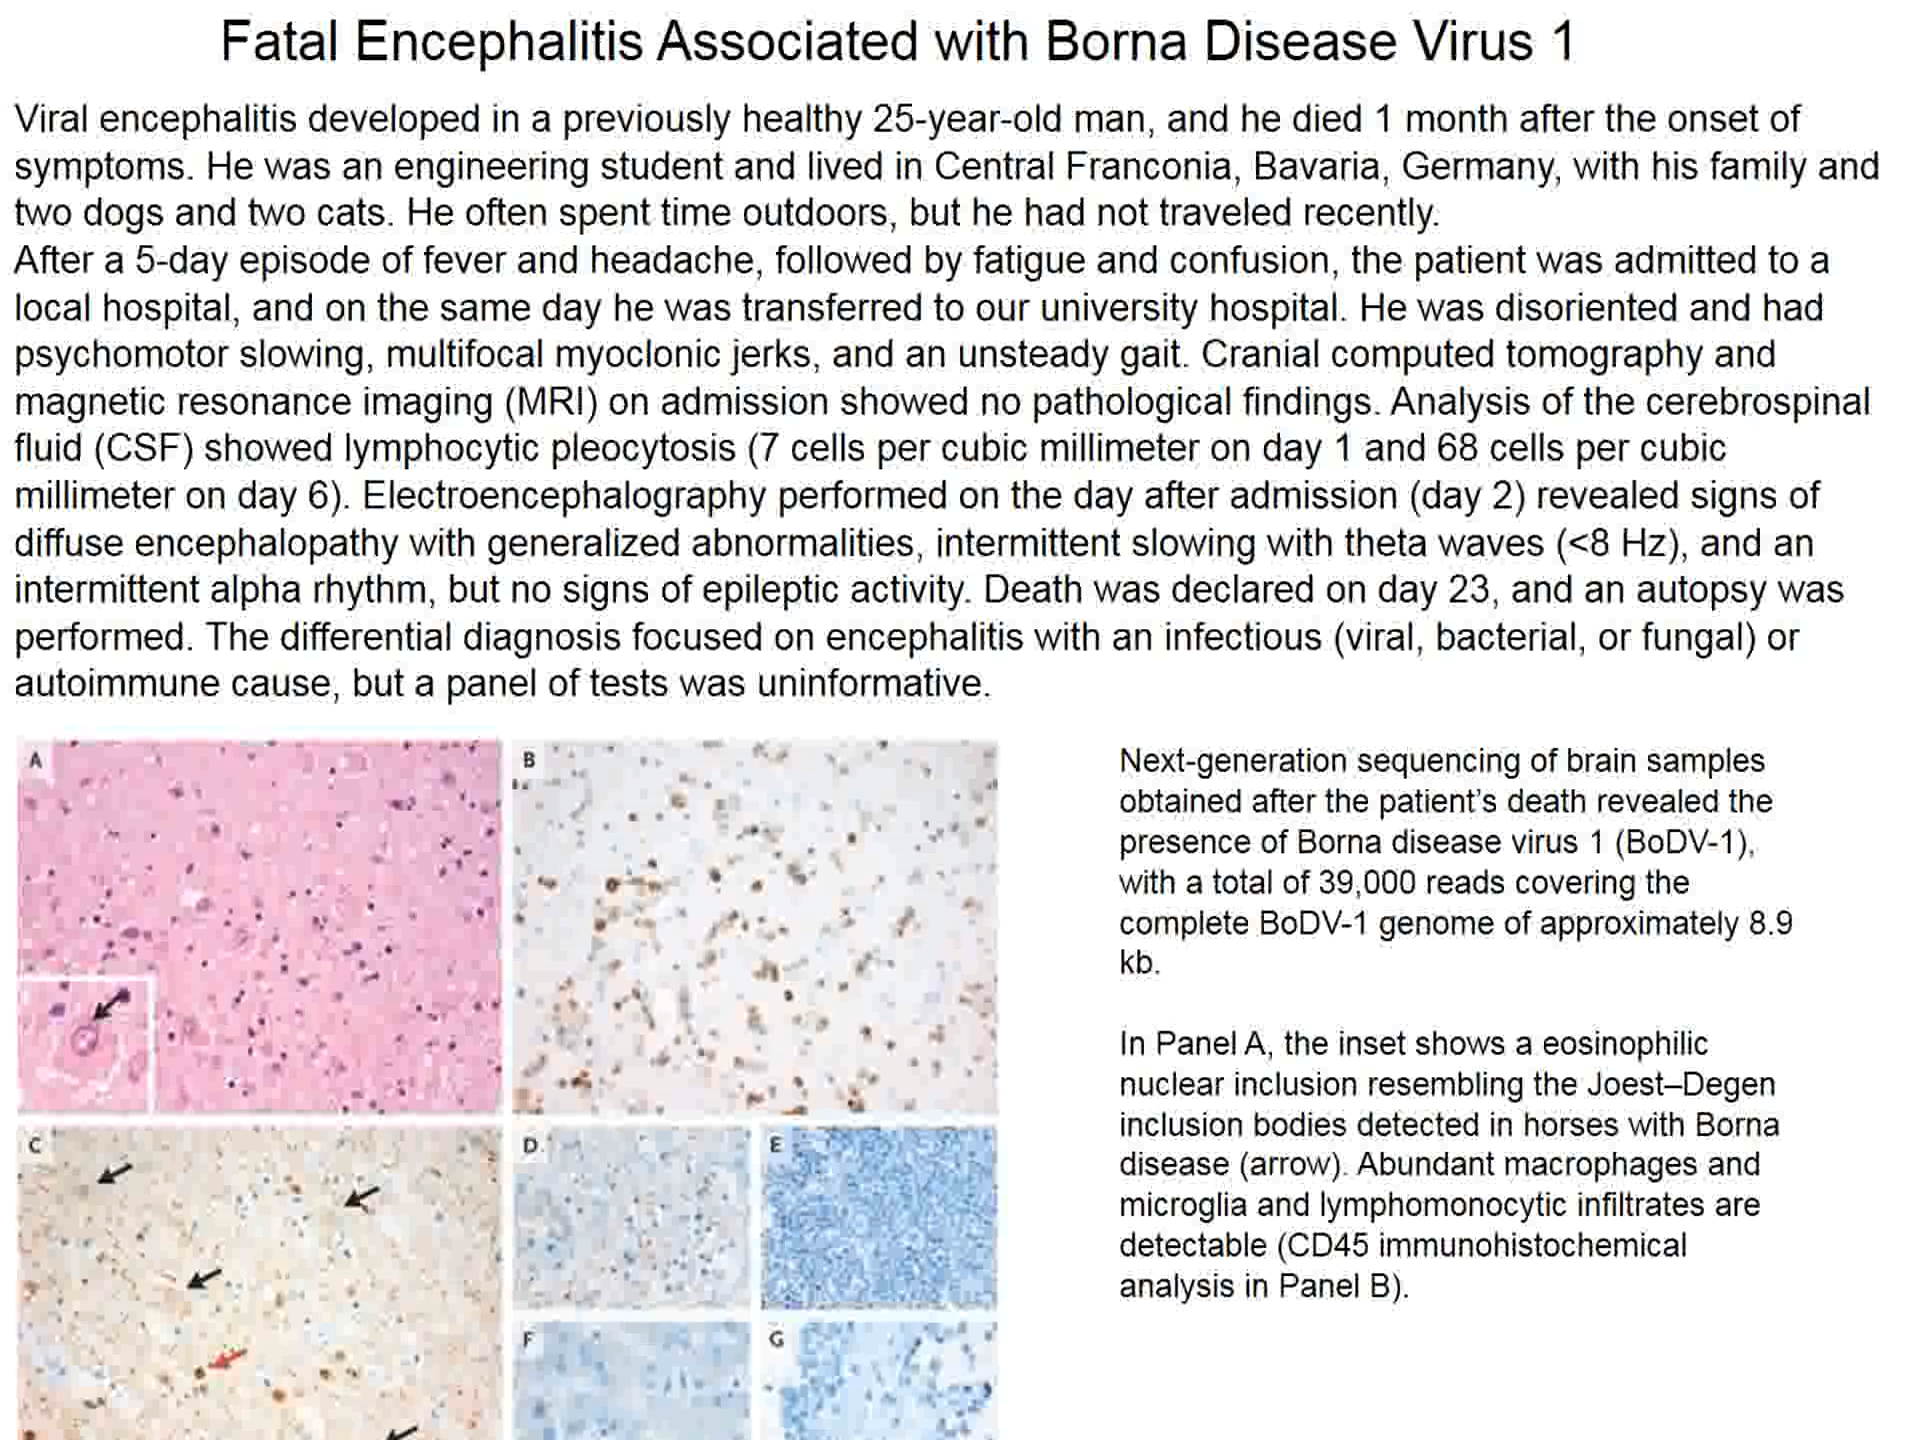 Fatal Encephalitis Associated with Borna Disease Virus 1
Viral encephalitis developed in a previously healthy 25-year-old man, and he died 1 month after the onset of
symptoms. He was an engineering student and lived in Central Franconia, Bavaria, Germany, with his family and
two dogs and two cats. He often spent time outdoors, but he had not traveled recently.
After a 5-day episode of fever and headache, followed by fatigue and confusion, the patient was admitted to a
local hospital, and on the same day he was transferred to our university hospital. He was disoriented and had
psychomotor slowing, multifocal myoclonic jerks, and an unsteady gait. Cranial computed tomography and
magnetic resonance imaging (MRI) on admission showed no pathological findings. Analysis of the cerebrospinal
fluid (CSF) showed lymphocytic pleocytosis (7 cells per cubic millimeter on day 1 and 68 cells per cubic
millimeter on day 6). Electroencephalography performed on the day after admission (day 2) revealed signs of
diffuse encephalopathy with generalized abnormalities, intermittent slowing with theta waves (<8 Hz), and an
intermittent alpha rhythm, but no signs of epileptic activity. Death was declared on day 23, and an autopsy was
performed. The differential diagnosis focused on encephalitis with an infectious (viral, bacterial, or fungal) or
autoimmune cause, but a panel of tests was uninformative.
A
B
C
D
E
F
G
Next-generation sequencing of brain samples
obtained after the patient's death revealed the
presence of Borna disease virus 1 (BoDV-1),
with a total of 39,000 reads covering the
complete BoDV-1 genome of approximately 8.9
kb.
In Panel A, the inset shows a eosinophilic
nuclear inclusion resembling the Joest–Degen
inclusion bodies detected in horses with Borna
disease (arrow). Abundant macrophages and
microglia and lymphomonocytic infiltrates are
detectable (CD45 immunohistochemical
analysis in Panel B).